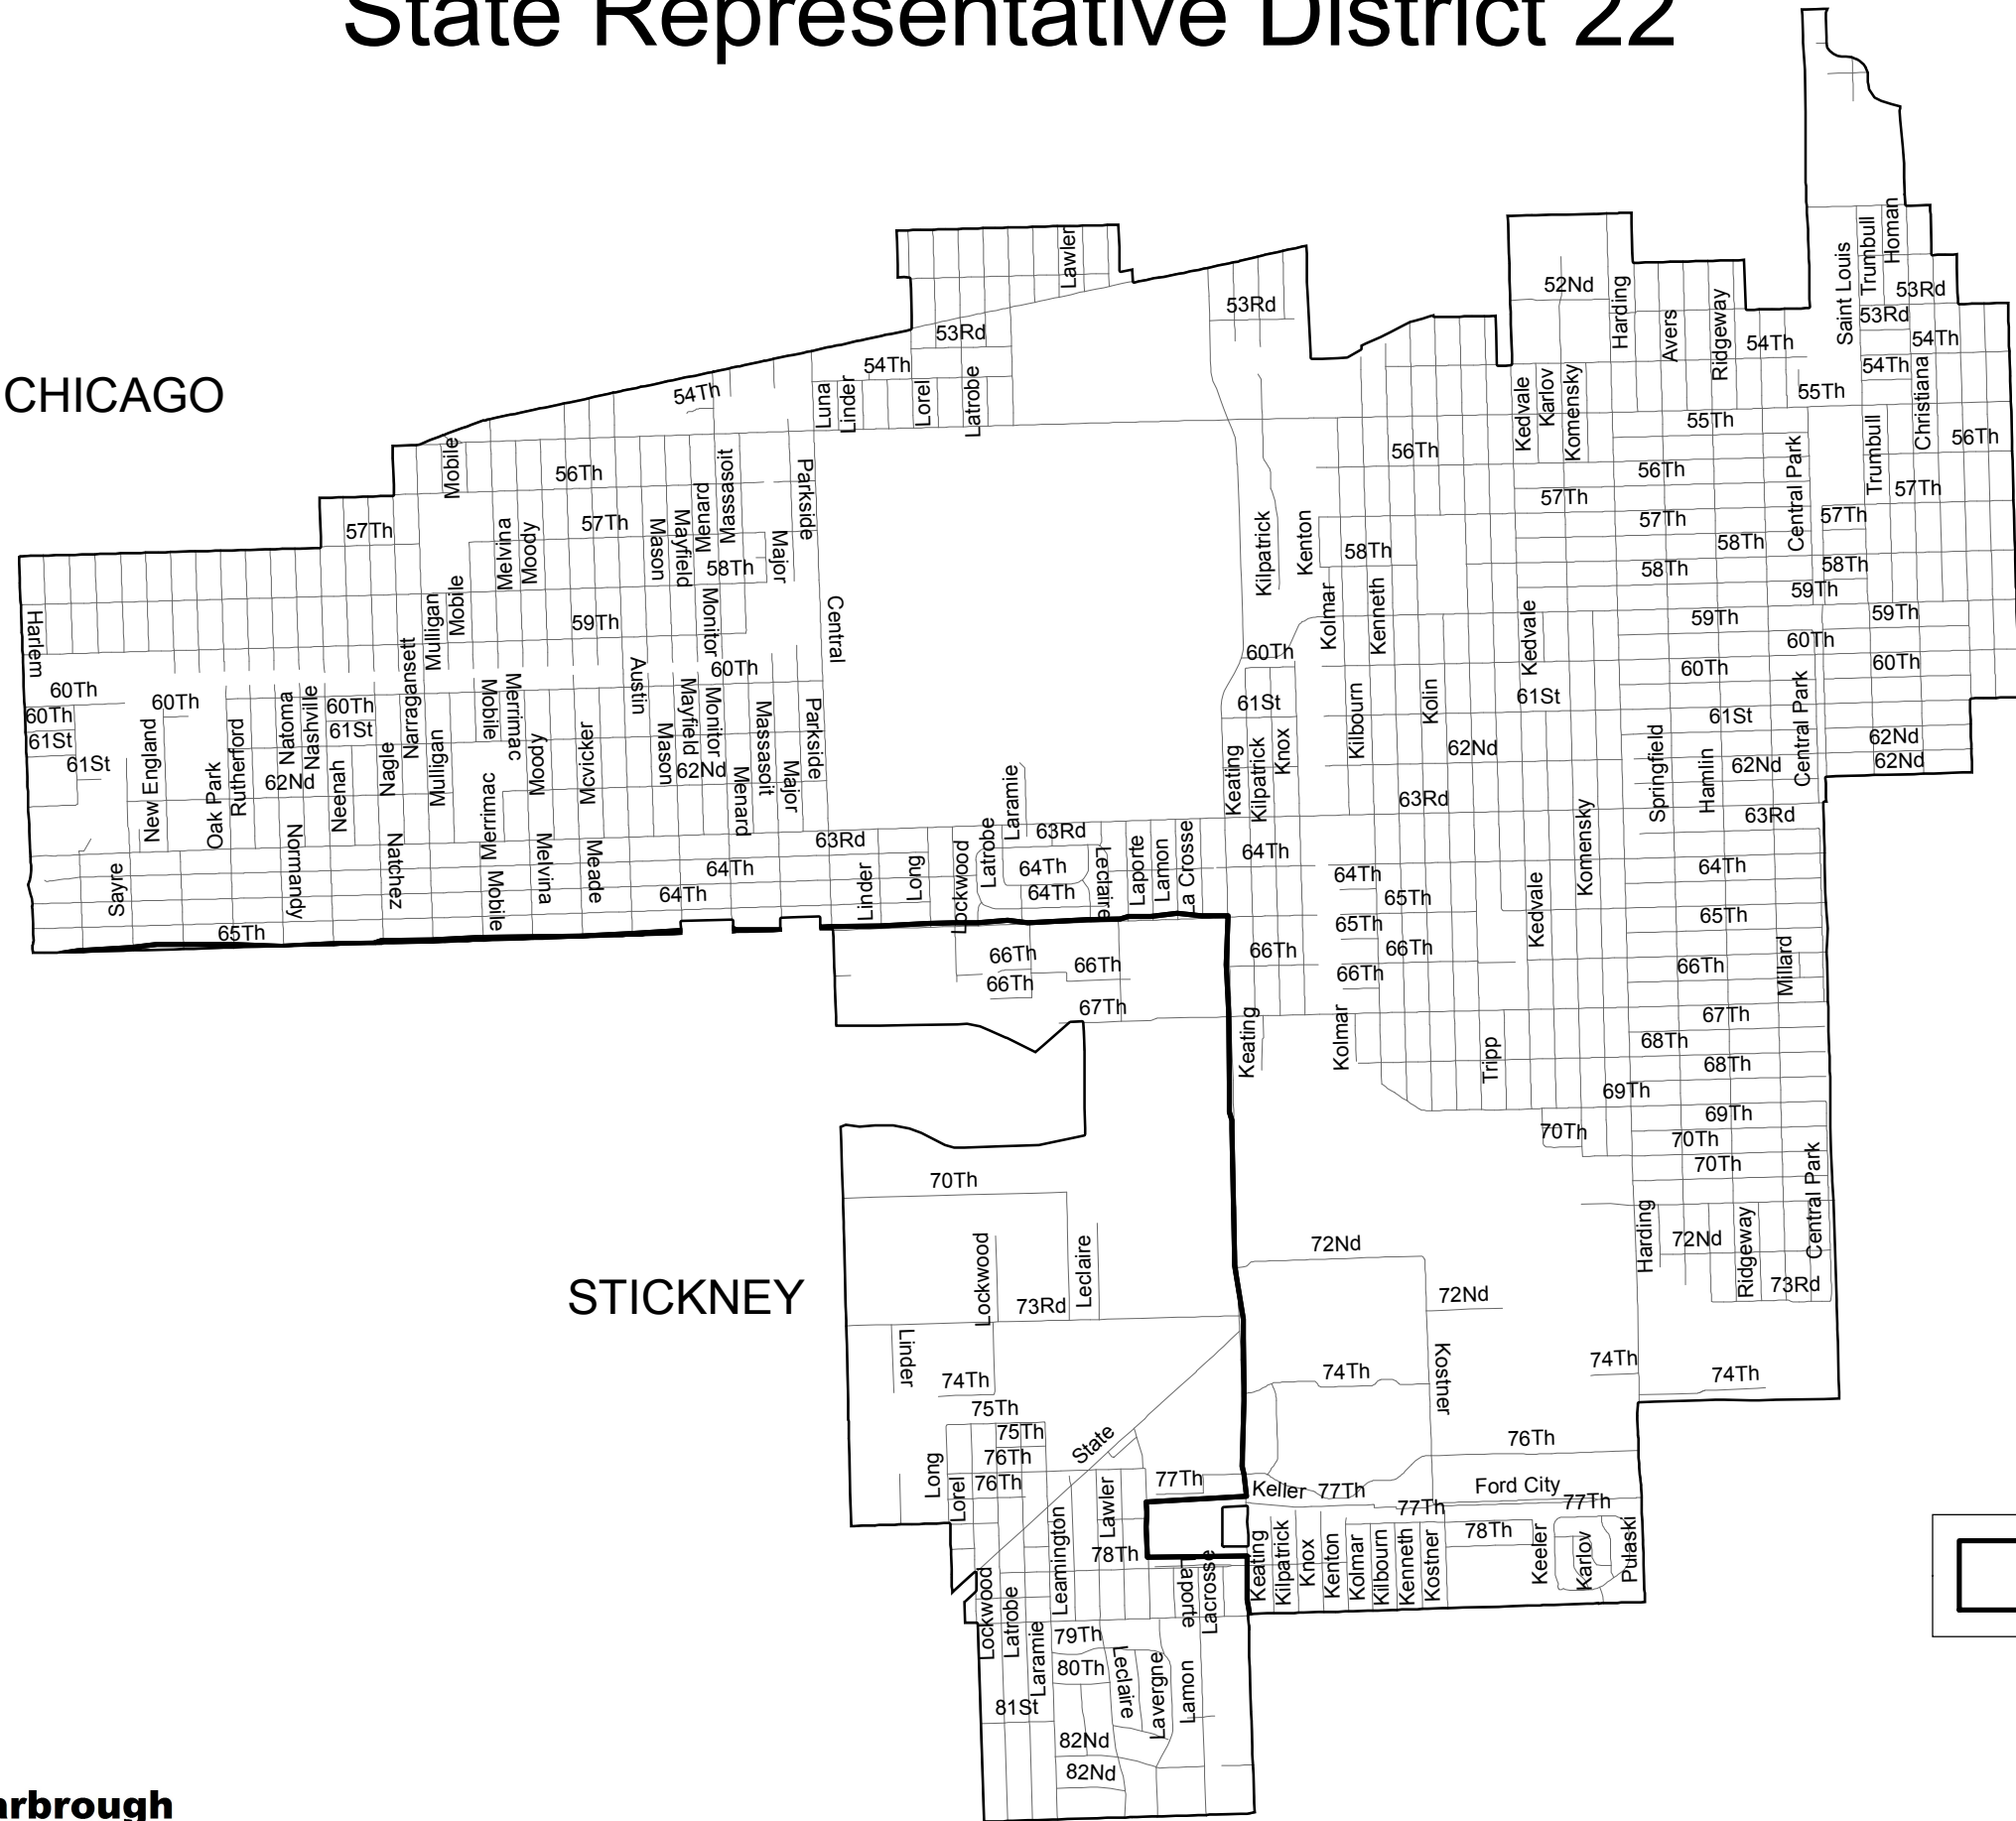 State Representative District 22
CHICAGO
STICKNEY
Lawler
53Rd
54Th
54Th
Luna
Linder
Lorel
Latrobe
53Rd
52Nd
Harding
Avers
Ridgeway
54Th
Saint Louis
Trumbull
Homan
53Rd
53Rd
54Th
54Th
55Th
Christiana
Kedvale
Karlov
Komensky
55Th
56Th
56Th
56Th
Central Park
Trumbull
57Th
57Th
57Th
57Th
58Th
58Th
58Th
58Th
59Th
59Th
59Th
60Th
60Th
60Th
Mobile
56Th
Massasoit
Parkside
57Th
57Th
Melvina
Moody
Mason
Mayfield
Menard
58Th
Major
Kilpatrick
Kenton
Kolmar
Kenneth
Kedvale
Harlem
Mulligan
Mobile
59Th
Monitor
Central
60Th
60Th
61St
61St
60Th
60Th
61St
60Th
New England
Oak Park
Rutherford
Natoma
Nashville
62Nd
Neenah
Nagle
Narragansett
Mulligan
Mobile
Merrimac
Merrimac
Moody
Mcvicker
Austin
Mason
Mayfield
Monitor
62Nd
Menard
Massasoit
Major
Parkside
60Th
61St
Keating
Kilpatrick
Knox
Kilbourn
Kolin
61St
62Nd
63Rd
Springfield
Hamlin
61St
62Nd
Central Park
62Nd
62Nd
63Rd
Sayre
Normandy
Natchez
Mobile
Melvina
Meade
64Th
64Th
65Th
63Rd
Linder
Long
Lockwood
Latrobe
Laramie
63Rd
64Th
64Th
Leclaire
Laporte
Lamon
La Crosse
64Th
64Th
65Th
65Th
66Th
66Th
66Th
Kedvale
Komensky
64Th
65Th
66Th
Millard
66Th
66Th
66Th
67Th
Keating
Kolmar
Tripp
67Th
68Th
68Th
69Th
69Th
70Th
70Th
70Th
Central Park
70Th
Lockwood
Leclaire
73Rd
Linder
74Th
72Nd
72Nd
Harding
72Nd
Ridgeway
73Rd
74Th
Kostner
74Th
74Th
75Th
75Th
76Th
76Th
State
Long
Lorel
Leamington
Lawler
77Th
78Th
76Th
Keller
77Th
Ford City
77Th
77Th
78Th
Keating
Kilpatrick
Knox
Kenton
Kolmar
Kilbourn
Kenneth
Kostner
Keeler
Karlov
Pulaski
Lockwood
Latrobe
Laramie
Laporte
Lacrosse
79Th
80Th
81St
Leclaire
Lavergne
Lamon
82Nd
82Nd
arbrough